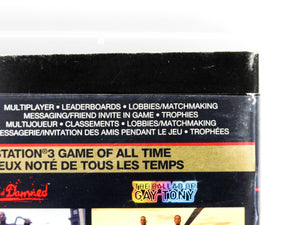 MULTIPLAYER • LEADERBOARDS • LOBBIES/MATCHMAKING
MESSAGING/FRIEND INVITE IN GAME • TROPHIES
MULTIJOUEUR • CLASSEMENTS • LOBBIES/MATCHMAKING
ESSAGERIE/INVITATION DES AMIS PENDANT LE JEU • TROPHÉES
STATION®3 GAME OF ALL TIME
EUX NOTÉ DE TOUS LES TEMPS
Damned
THE BALLAD OF
GAY TONY